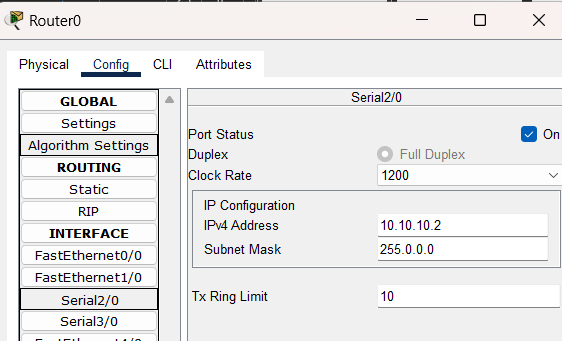 Router0
Physical Config CLI Attributes
GLOBAL
Settings
Algorithm Settings
ROUTING
Static
RIP
INTERFACE
FastEthernet0/0
FastEthernet1/0
Serial2/0
Serial3/0
Serial2/0
Port Status On
Duplex Full Duplex
Clock Rate 1200
IP Configuration
IPv4 Address 10.10.10.2
Subnet Mask 255.0.0.0
Tx Ring Limit 10